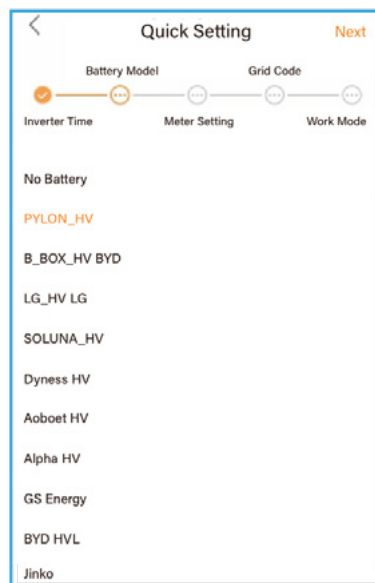 Quick Setting Next
Battery Model Grid Code
Inverter Time Meter Setting Work Mode
No Battery
PYLON_HV
B_BOX_HV BYD
LG_HV LG
SOLUNA_HV
Dyness HV
Aoboet HV
Alpha HV
GS Energy
BYD HVL
Jinko